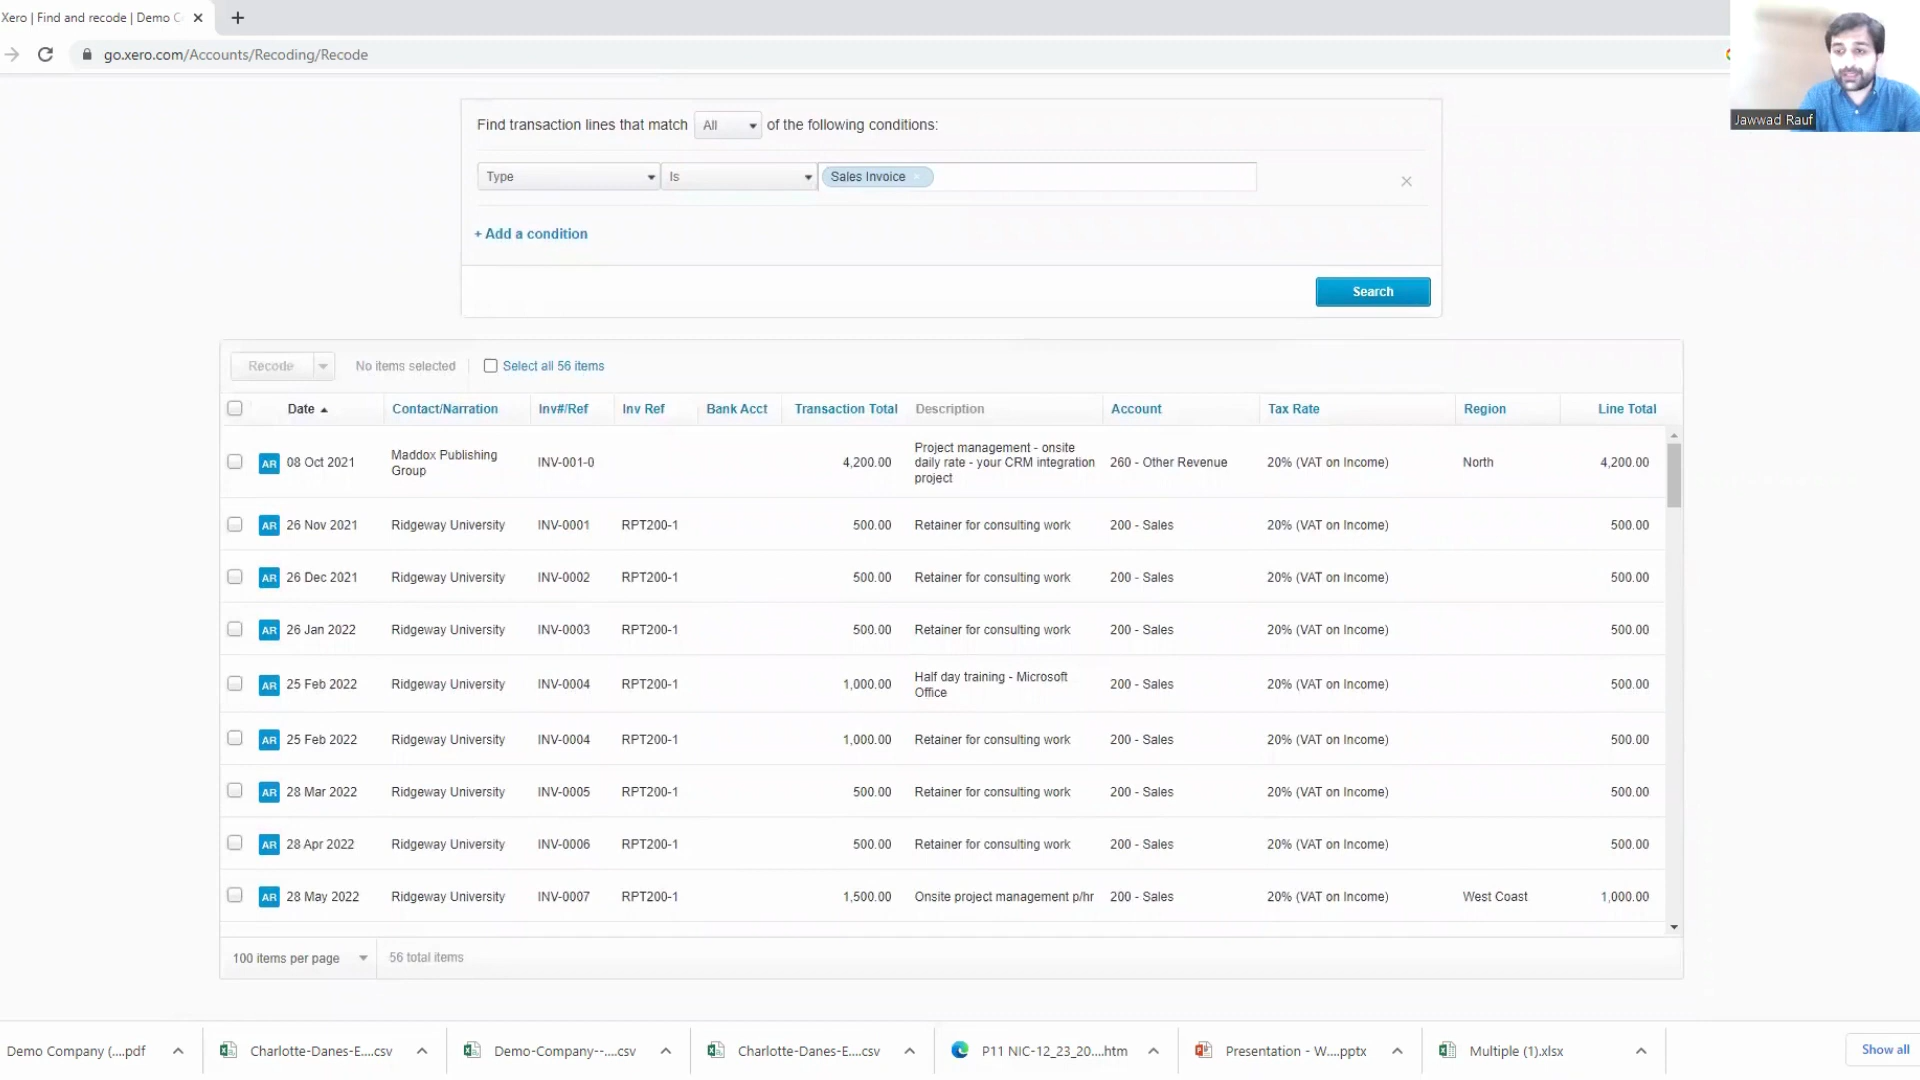 Xero | Find and recode | Demo C
go.xero.com/Accounts/Recoding/Recode
Jawwad Rauf
Find transaction lines that match All of the following conditions:
Type Is Sales Invoice
+ Add a condition
Search
Recode No items selected Select all 56 items
Date Contact/Narration Inv#/Ref Inv Ref Bank Acct Transaction Total Description Account Tax Rate Region Line Total
AR 08 Oct 2021 Maddox Publishing Group INV-001-0 4,200.00 Project management - onsite daily rate - your CRM integration project 260 - Other Revenue 20% (VAT on Income) North 4,200.00
AR 26 Nov 2021 Ridgeway University INV-0001 RPT200-1 500.00 Retainer for consulting work 200 - Sales 20% (VAT on Income) 500.00
AR 26 Dec 2021 Ridgeway University INV-0002 RPT200-1 500.00 Retainer for consulting work 200 - Sales 20% (VAT on Income) 500.00
AR 26 Jan 2022 Ridgeway University INV-0003 RPT200-1 500.00 Retainer for consulting work 200 - Sales 20% (VAT on Income) 500.00
AR 25 Feb 2022 Ridgeway University INV-0004 RPT200-1 1,000.00 Half day training - Microsoft Office 200 - Sales 20% (VAT on Income) 500.00
AR 25 Feb 2022 Ridgeway University INV-0004 RPT200-1 1,000.00 Retainer for consulting work 200 - Sales 20% (VAT on Income) 500.00
AR 28 Mar 2022 Ridgeway University INV-0005 RPT200-1 500.00 Retainer for consulting work 200 - Sales 20% (VAT on Income) 500.00
AR 28 Apr 2022 Ridgeway University INV-0006 RPT200-1 500.00 Retainer for consulting work 200 - Sales 20% (VAT on Income) 500.00
AR 28 May 2022 Ridgeway University INV-0007 RPT200-1 1,500.00 Onsite project management p/hr 200 - Sales 20% (VAT on Income) West Coast 1,000.00
100 items per page 56 total items
Demo Company (....pdf Charlotte-Danes-E....csv Demo-Company--....csv Charlotte-Danes-E....csv P11 NIC-12_23_20....htm Presentation - W....pptx Multiple (1).xlsx Show all